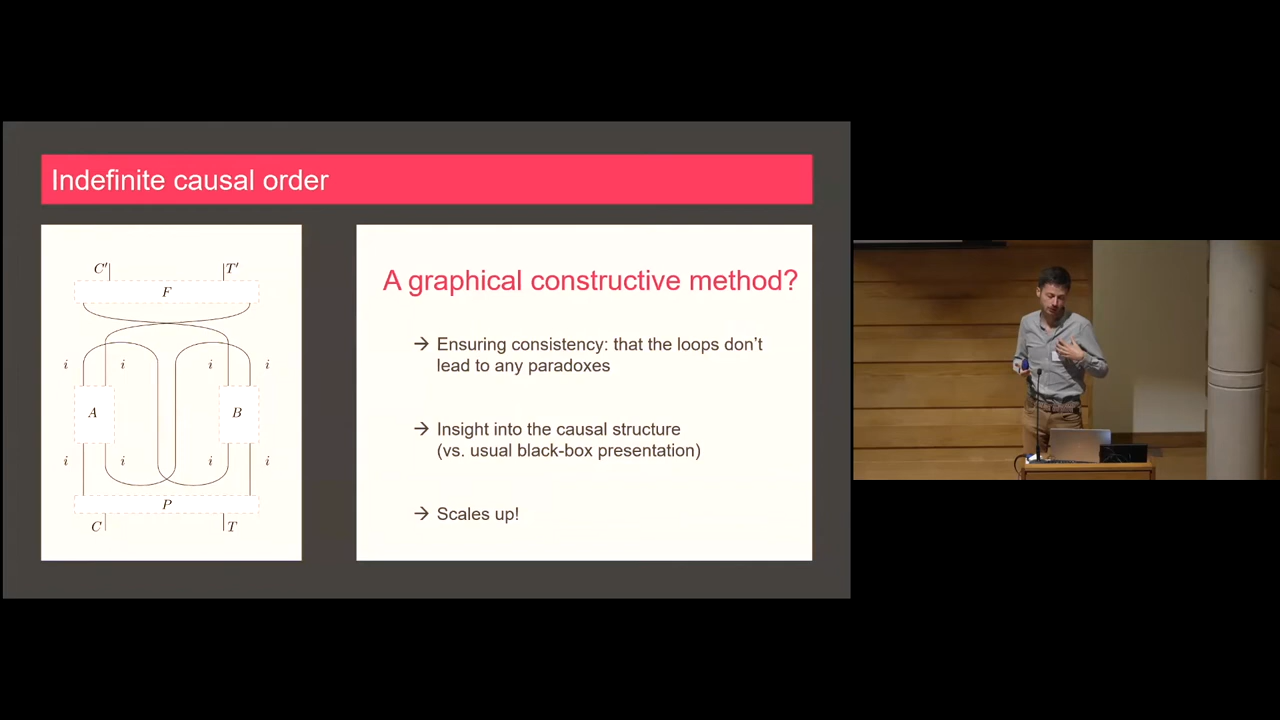 Indefinite causal order
C′ T′
F
i i i i
A B
i i i i
P
C T
A graphical constructive method?
→ Ensuring consistency: that the loops don’t
lead to any paradoxes
→ Insight into the causal structure
(vs. usual black-box presentation)
→ Scales up!